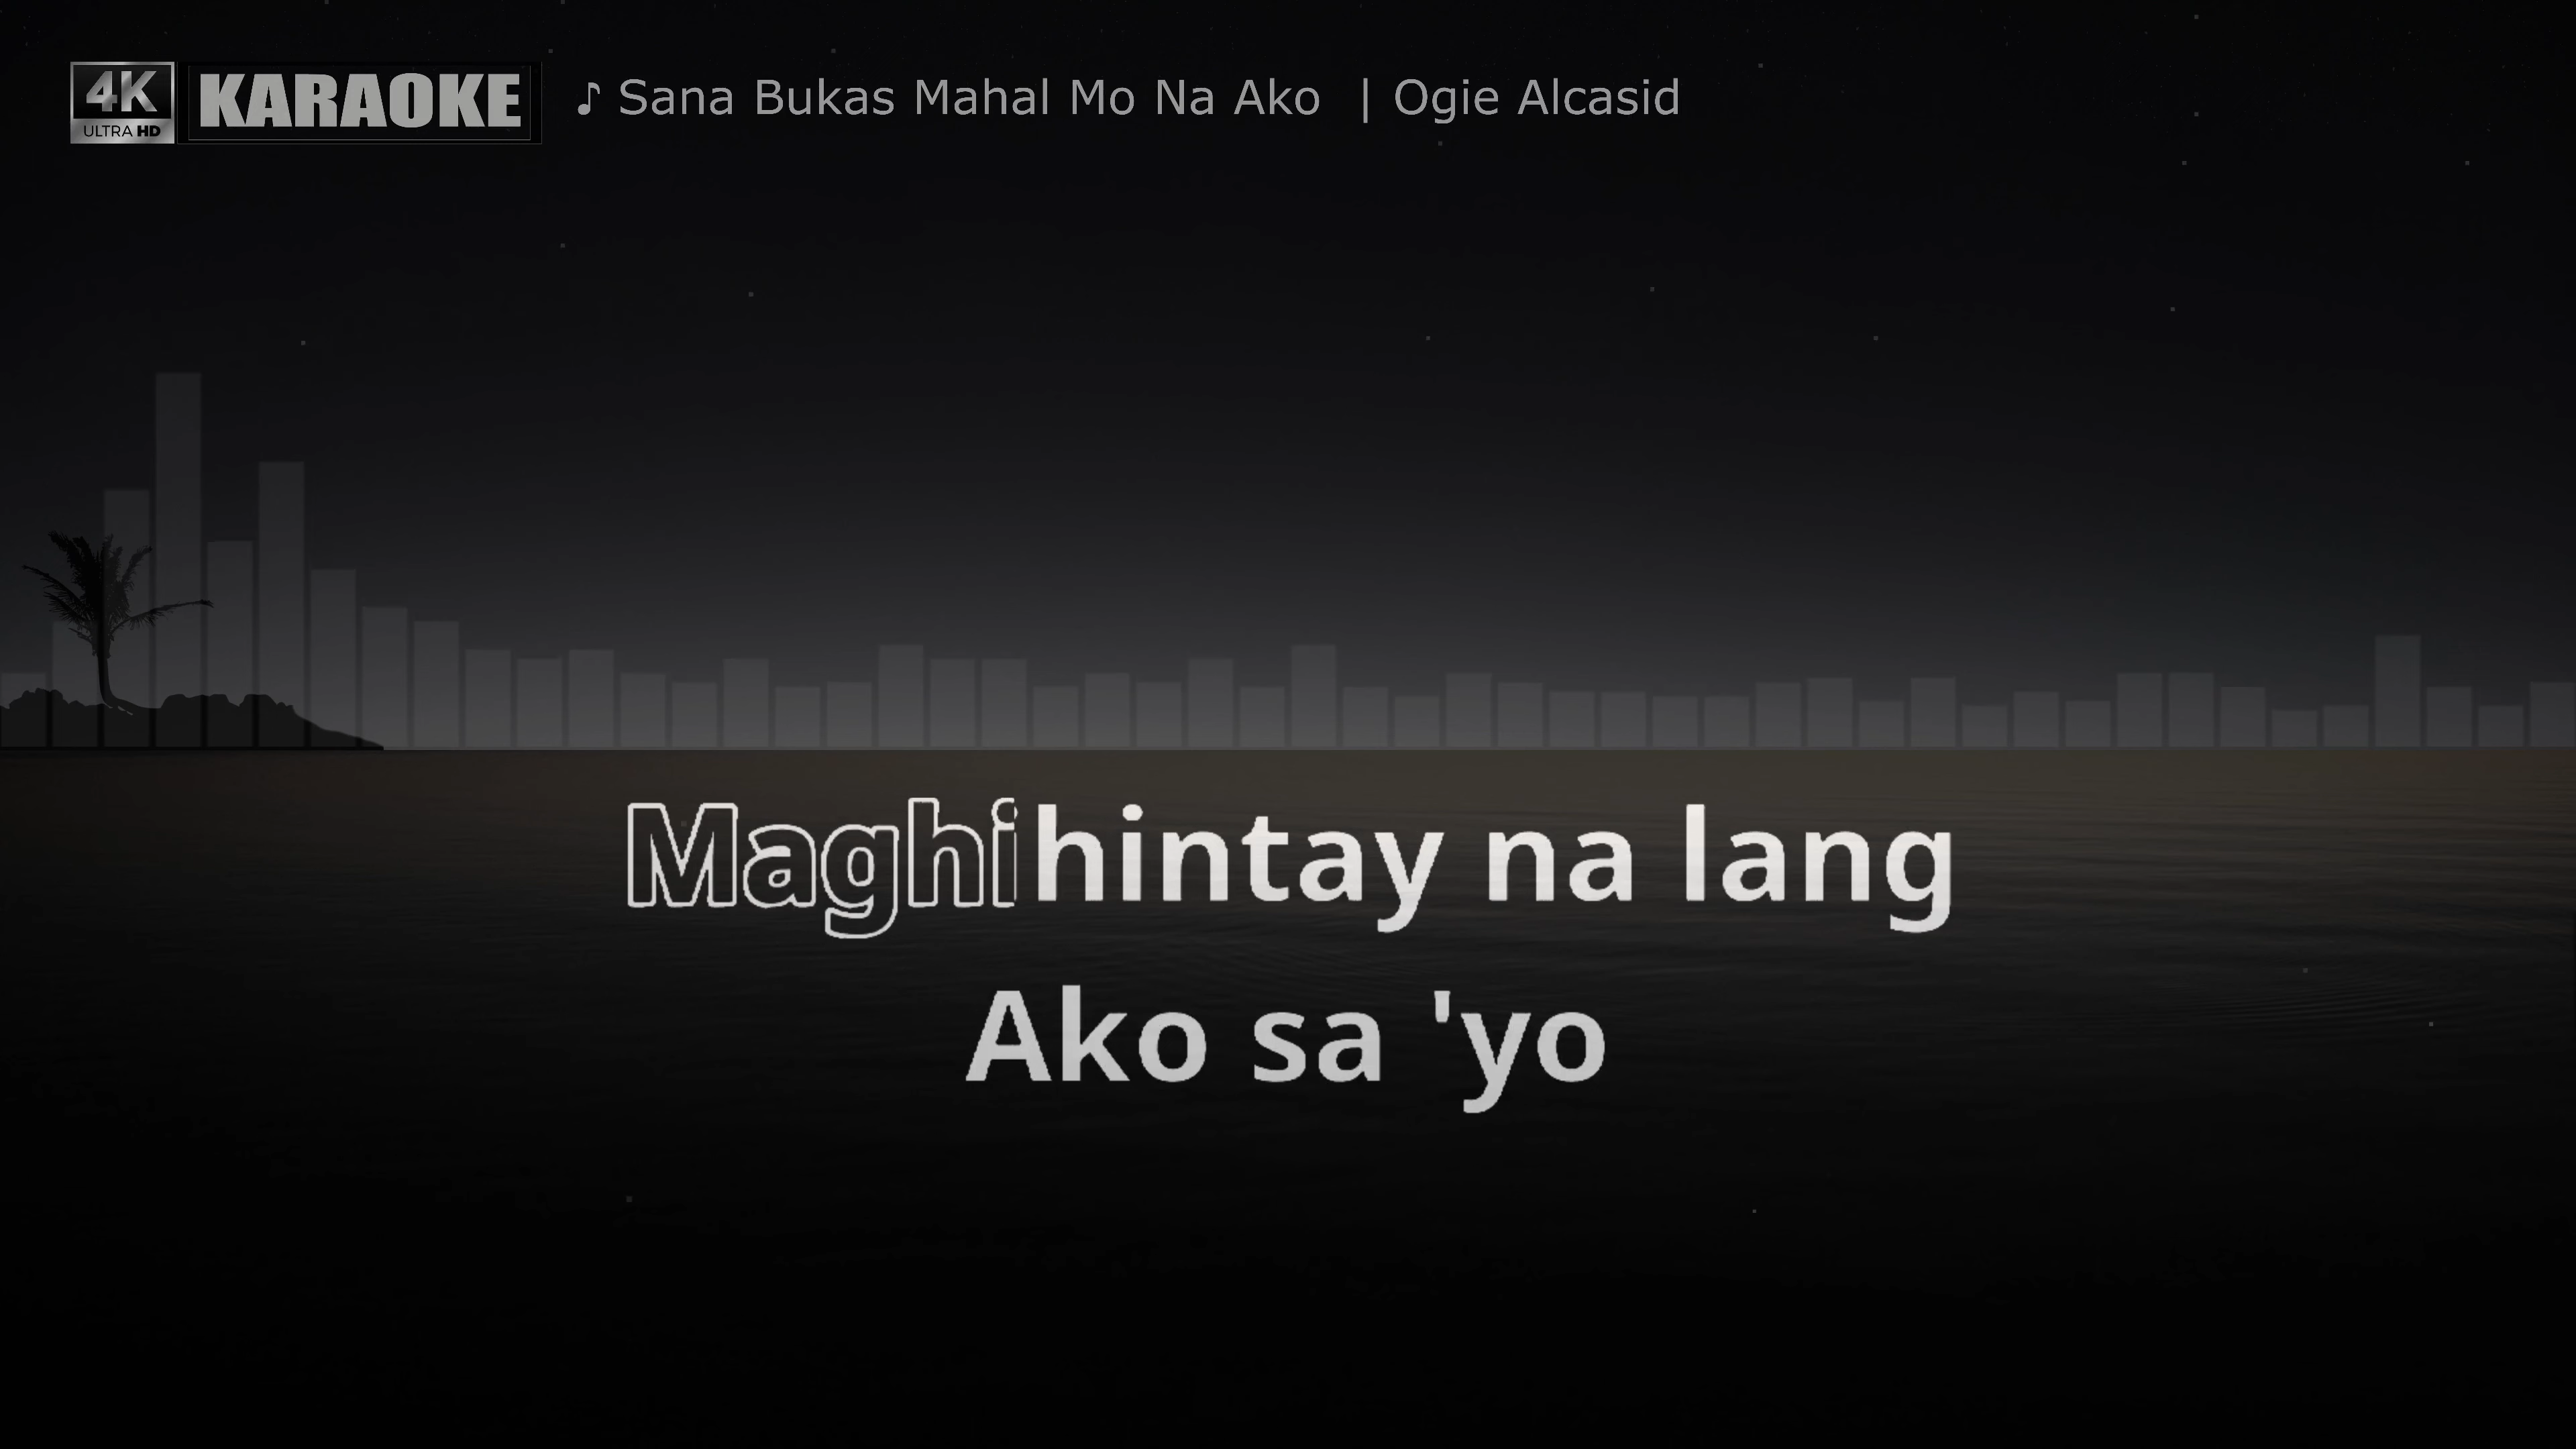 4K ULTRA HD KARAOKE ♪ Sana Bukas Mahal Mo Na Ako | Ogie Alcasid
Maghihintay na lang
Ako sa 'yo